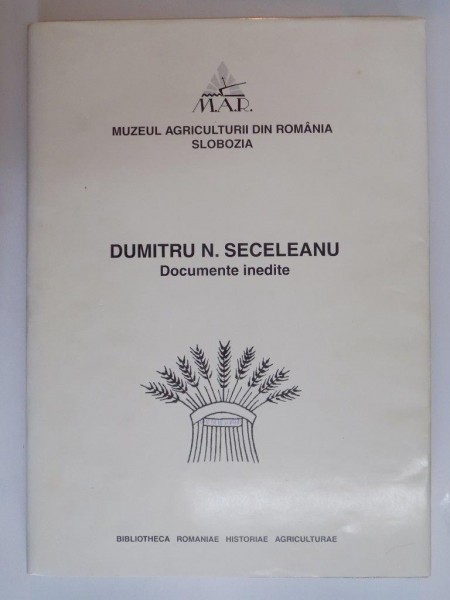 M.A.R.
MUZEUL AGRICULTURII DIN ROMÂNIA
SLOBOZIA
DUMITRU N. SECELEANU
Documente inedite
BIBLIOTHECA ROMANIAE HISTORIAE AGRICULTURAE